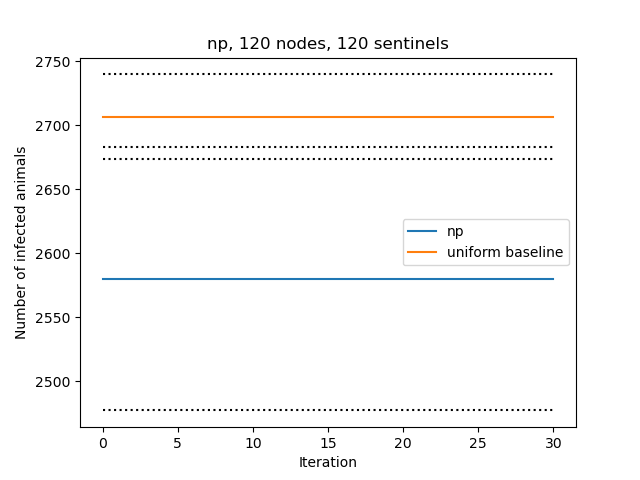 np, 120 nodes, 120 sentinels
Number of infected animals
2750
2700
2650
2600
2550
2500
np
uniform baseline
0 5 10 15 20 25 30
Iteration